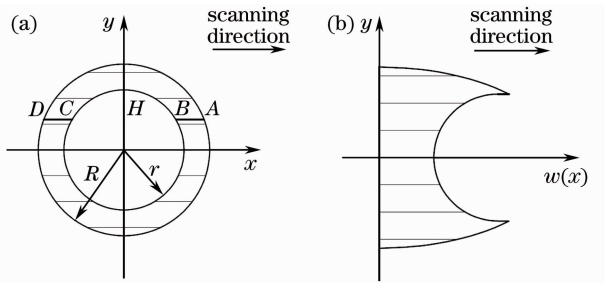 (a)
y
scanning
direction
D
C
H
B
A
R
r
x
(b)
y
scanning
direction
w(x)